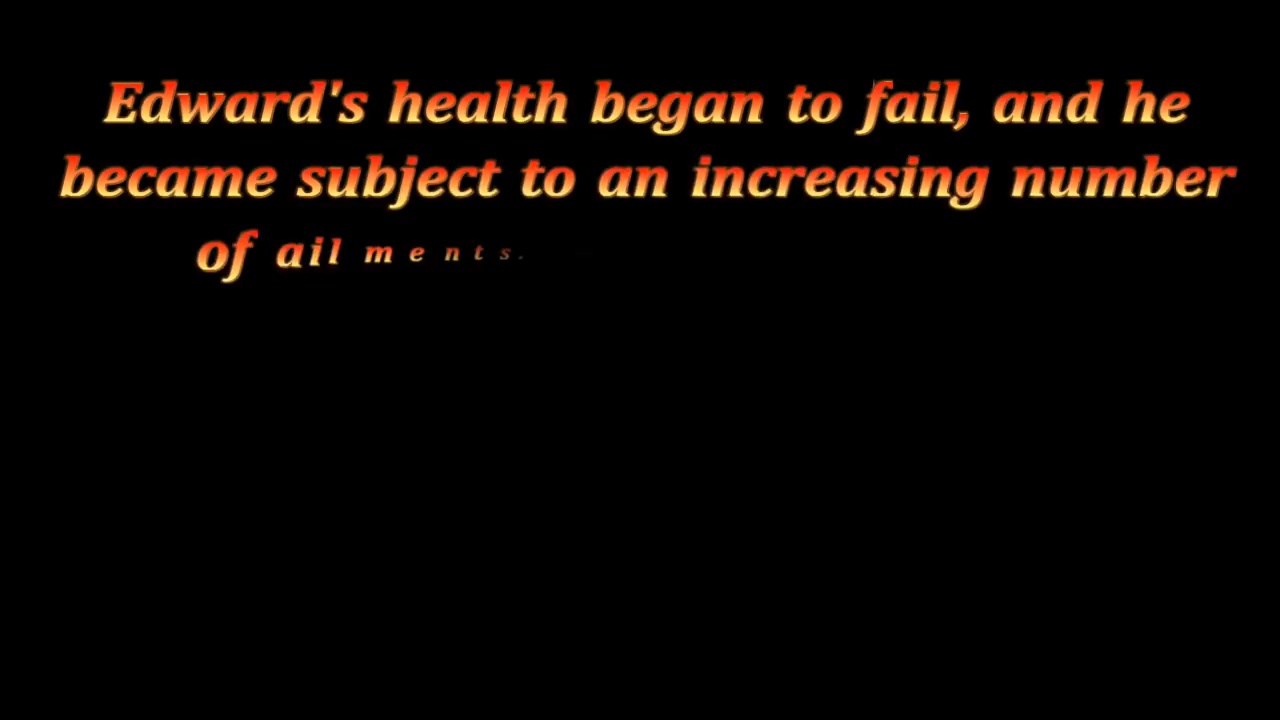 Edward's health began to fail, and he
became subject to an increasing number
of ailments.